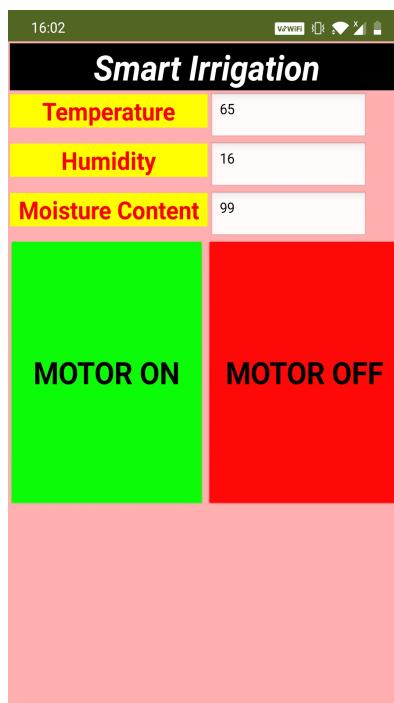 16:02 VoWiFi
Smart Irrigation
Temperature 65
Humidity 16
Moisture Content 99
MOTOR ON MOTOR OFF